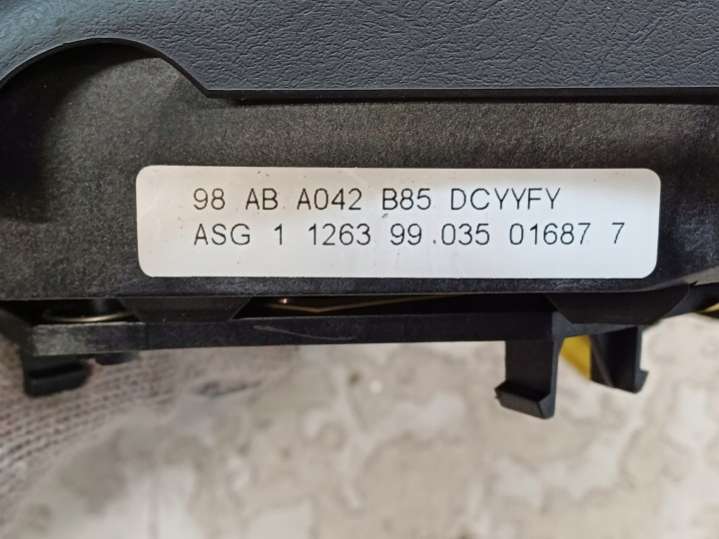 98 AB A042 B85 DCYYFY
ASG 1 1263 99.035 01687 7